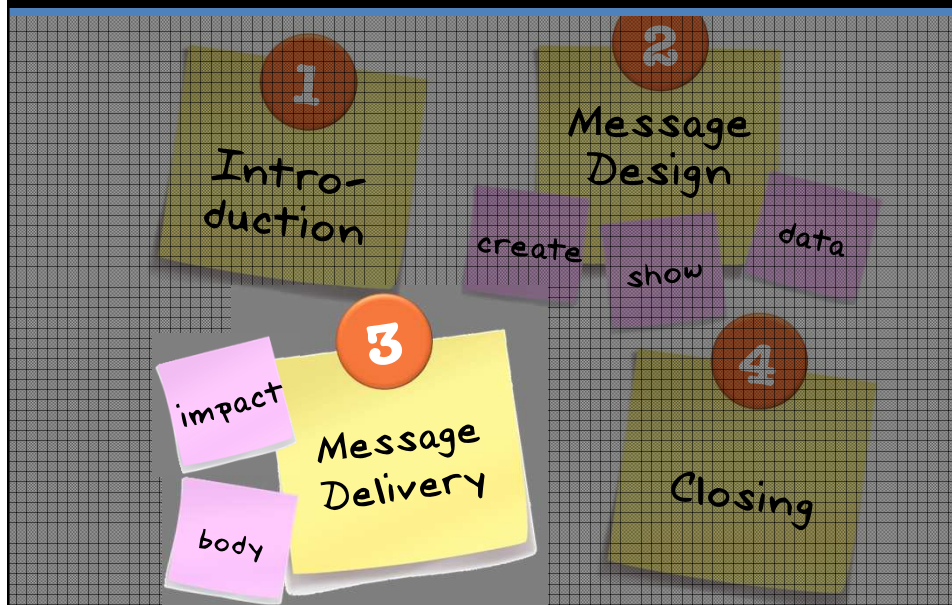 1
Intro-
duction
2
Message
Design
create
show
data
3
Message
Delivery
impact
body
4
Closing